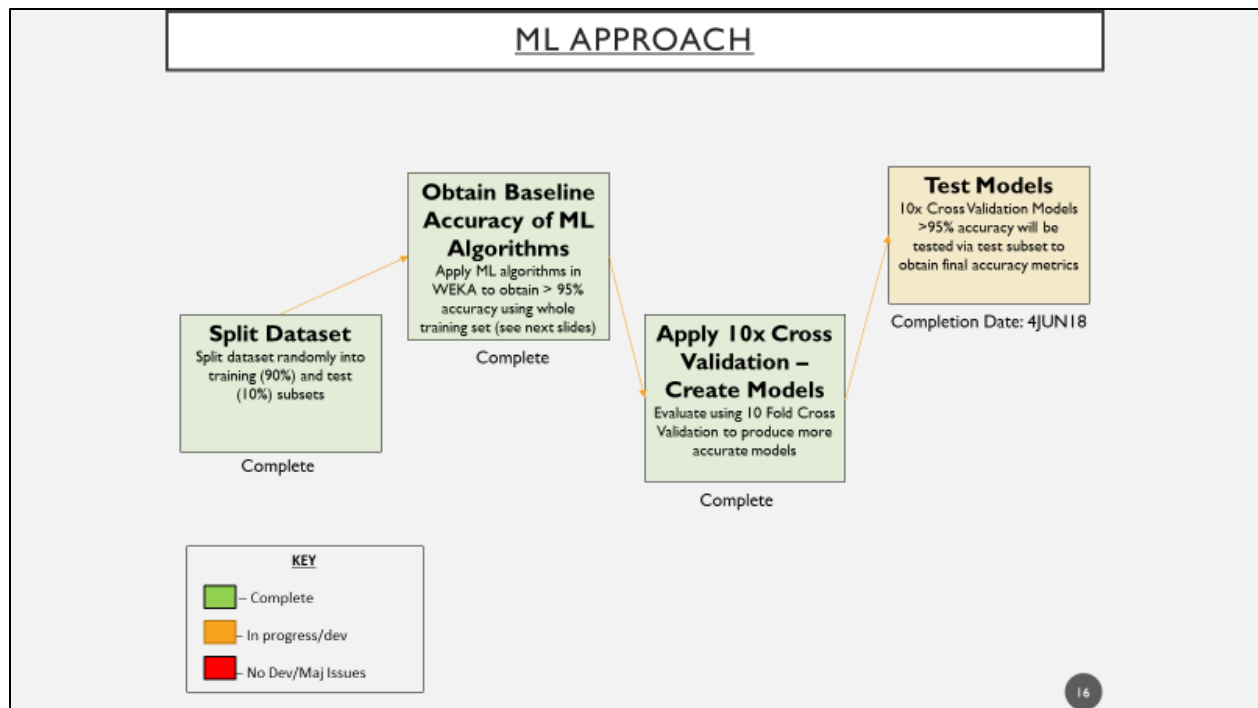 ML APPROACH
Split Dataset
Split dataset randomly into
training (90%) and test
(10%) subsets
Complete
Obtain Baseline
Accuracy of ML
Algorithms
Apply ML algorithms in
WEKA to obtain > 95%
accuracy using whole
training set (see next slides)
Complete
Apply 10x Cross
Validation –
Create Models
Evaluate using 10 Fold Cross
Validation to produce more
accurate models
Complete
Test Models
10x Cross Validation Models
>95% accuracy will be
tested via test subset to
obtain final accuracy metrics
Completion Date: 4JUN18
KEY
– Complete
– In progress/dev
– No Dev/Maj Issues
16